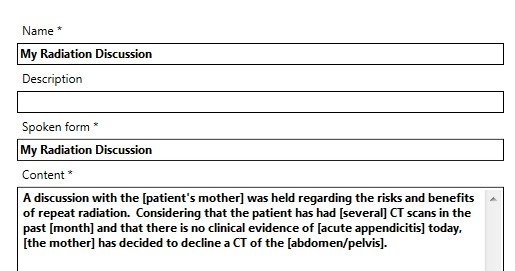 Name *
My Radiation Discussion
Description
Spoken form *
My Radiation Discussion
Content *
A discussion with the [patient's mother] was held regarding the risks and benefits
of repeat radiation.  Considering that the patient has had [several] CT scans in the
past [month] and that there is no clinical evidence of [acute appendicitis] today,
[the mother] has decided to decline a CT of the [abdomen/pelvis].